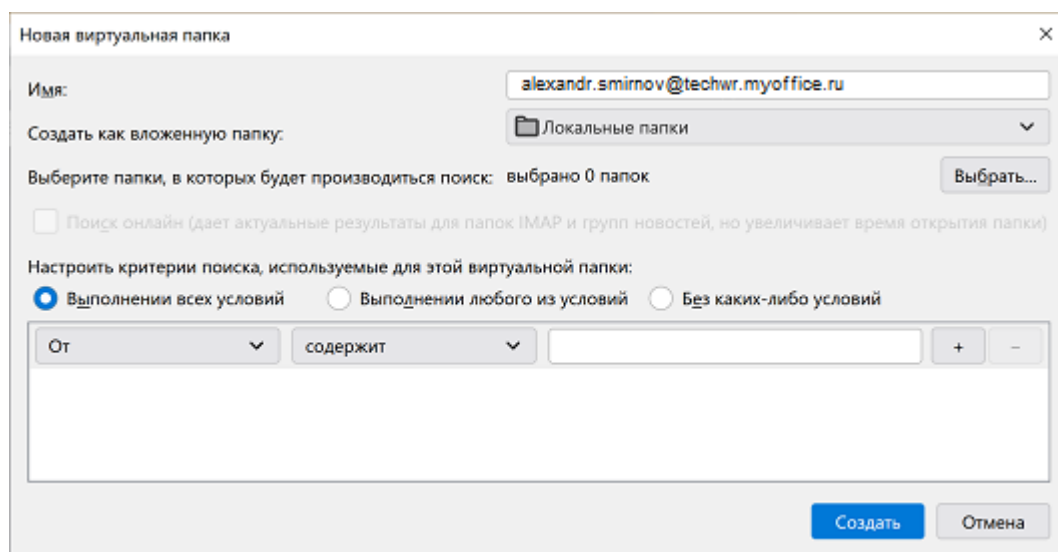 Новая виртуальная папка
Имя: alexandr.smirnov@techwr.myoffice.ru
Создать как вложенную папку: Локальные папки
Выберите папки, в которых будет производиться поиск: выбрано 0 папок Выбрать...
Поиск онлайн (дает актуальные результаты для папок IMAP и групп новостей, но увеличивает время открытия папки)
Настроить критерии поиска, используемые для этой виртуальной папки:
Выполнении всех условий Выполнении любого из условий Без каких-либо условий
От содержит + −
Создать Отмена